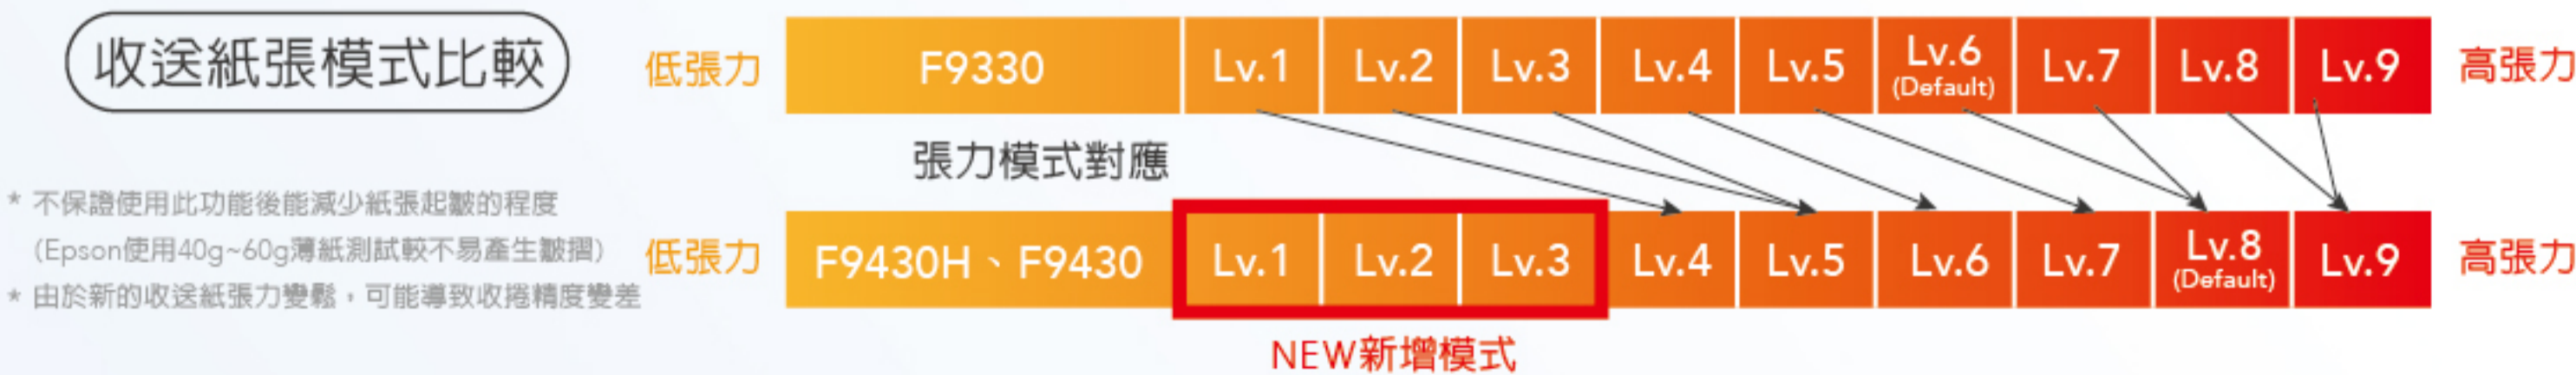 收送紙張模式比較
低張力 F9330 Lv.1 Lv.2 Lv.3 Lv.4 Lv.5 Lv.6 (Default) Lv.7 Lv.8 Lv.9 高張力
張力模式對應
* 不保證使用此功能後能減少紙張起皺的程度
(Epson使用40g~60g薄紙測試較不易產生皺摺)
* 由於新的收送紙張力變鬆，可能導致收捲精度變差
低張力 F9430H、F9430 Lv.1 Lv.2 Lv.3 Lv.4 Lv.5 Lv.6 Lv.7 Lv.8 (Default) Lv.9 高張力
NEW新增模式